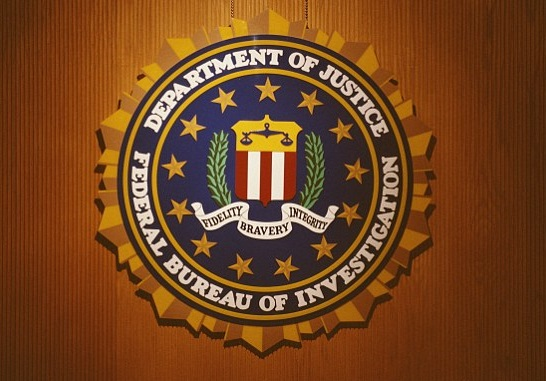 DEPARTMENT OF JUSTICE
FIDELITY BRAVERY INTEGRITY
FEDERAL BUREAU OF INVESTIGATION